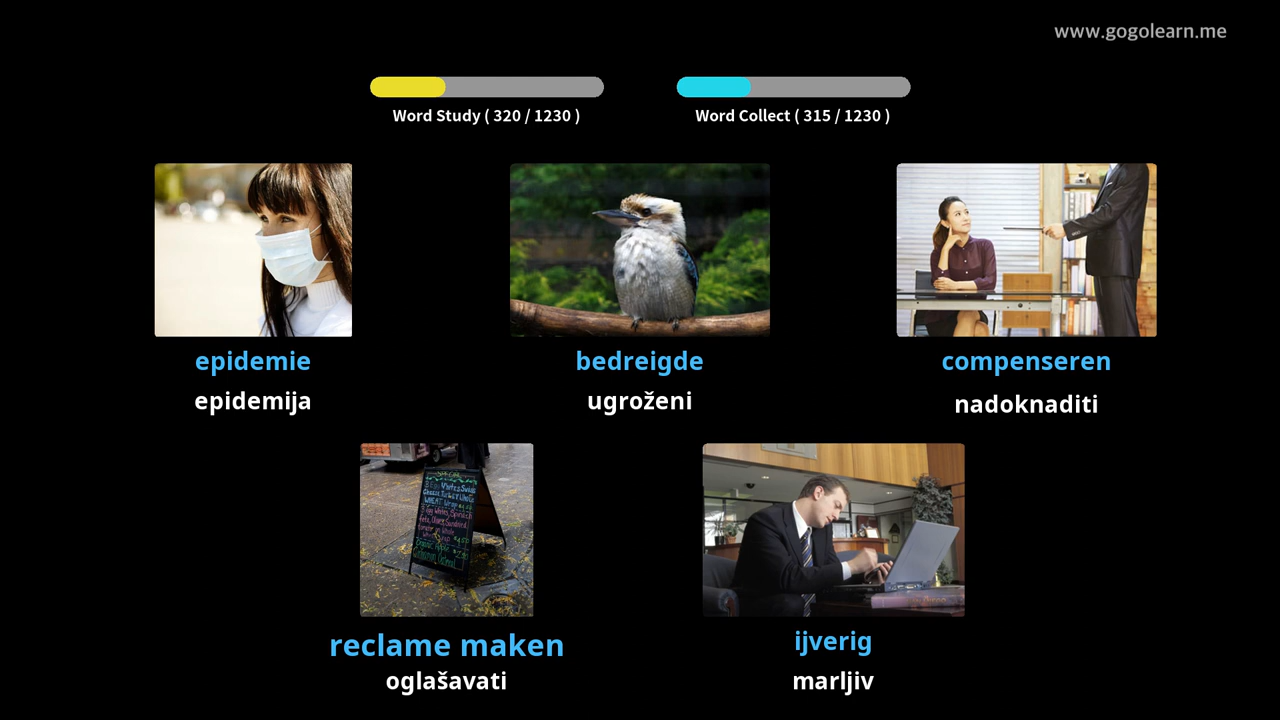 www.gogolearn.me
Word Study ( 320 / 1230 )
Word Collect ( 315 / 1230 )
epidemie
epidemija
bedreigde
ugroženi
compenseren
nadoknaditi
reclame maken
oglašavati
ijverig
marljiv